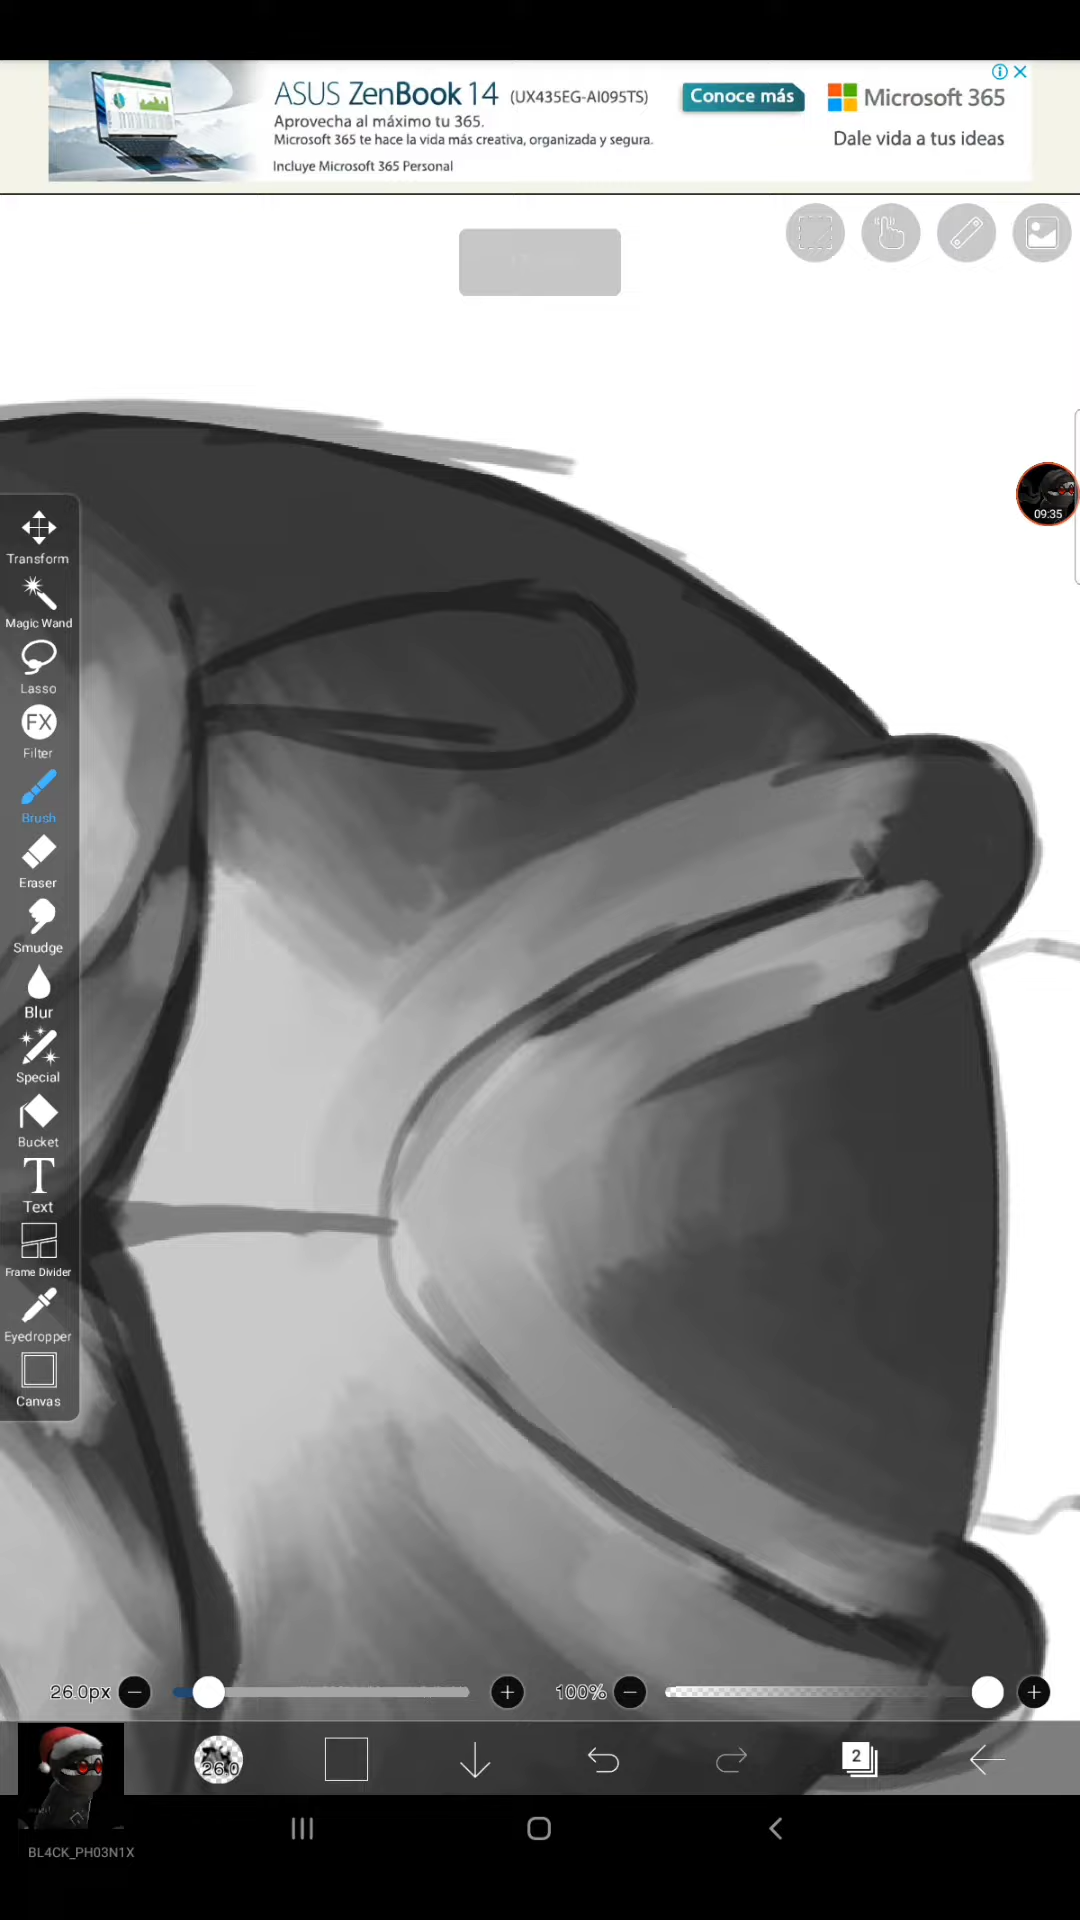 ASUS ZenBook 14 (UX435EG-AI095TS)
Aprovecha al máximo tu 365.
Microsoft 365 te hace la vida más creativa, organizada y segura.
Incluye Microsoft 365 Personal
Conoce más
Microsoft 365
Dale vida a tus ideas
09:35
Transform
Magic Wand
Lasso
FX
Filter
Brush
Eraser
Smudge
Blur
Special
Bucket
T
Text
Frame Divider
Eyedropper
Canvas
26.0px
100%
26.0
2
BL4CK_PH03N1X